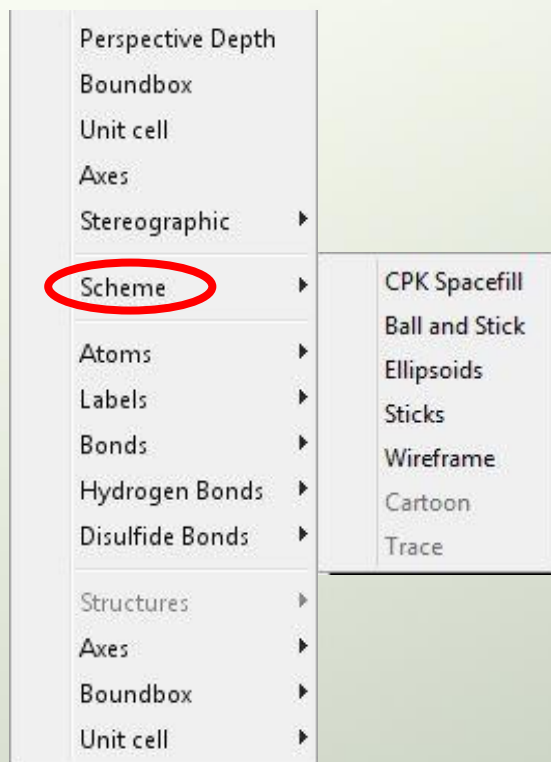 Perspective Depth
Boundbox
Unit cell
Axes
Stereographic
Scheme
Atoms
Labels
Bonds
Hydrogen Bonds
Disulfide Bonds
Structures
Axes
Boundbox
Unit cell
CPK Spacefill
Ball and Stick
Ellipsoids
Sticks
Wireframe
Cartoon
Trace